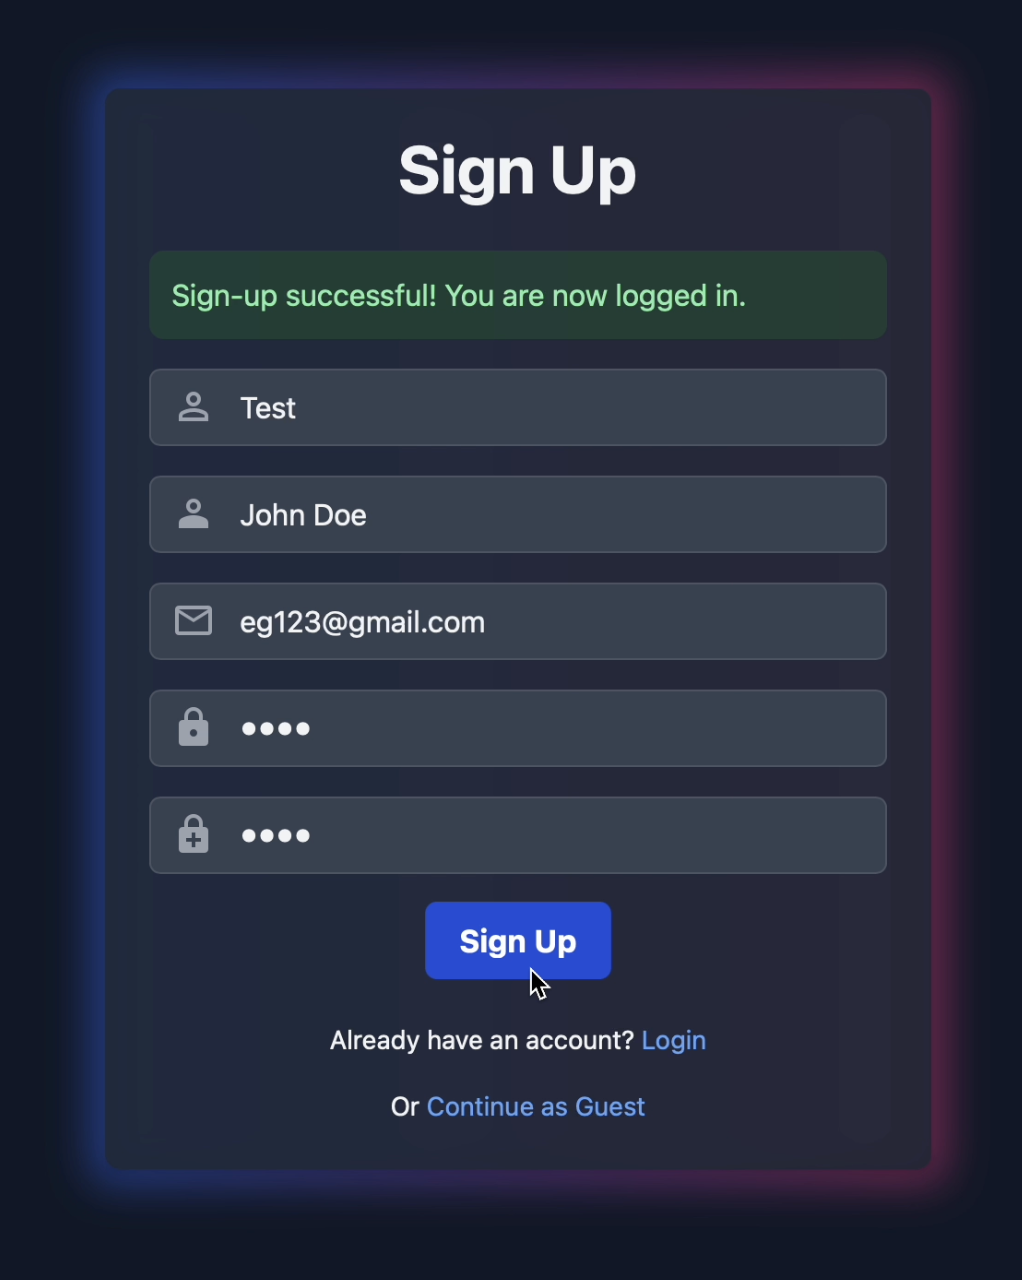 Sign Up
Sign-up successful! You are now logged in.
Test
John Doe
eg123@gmail.com
••••
••••
Sign Up
Already have an account? Login
Or Continue as Guest